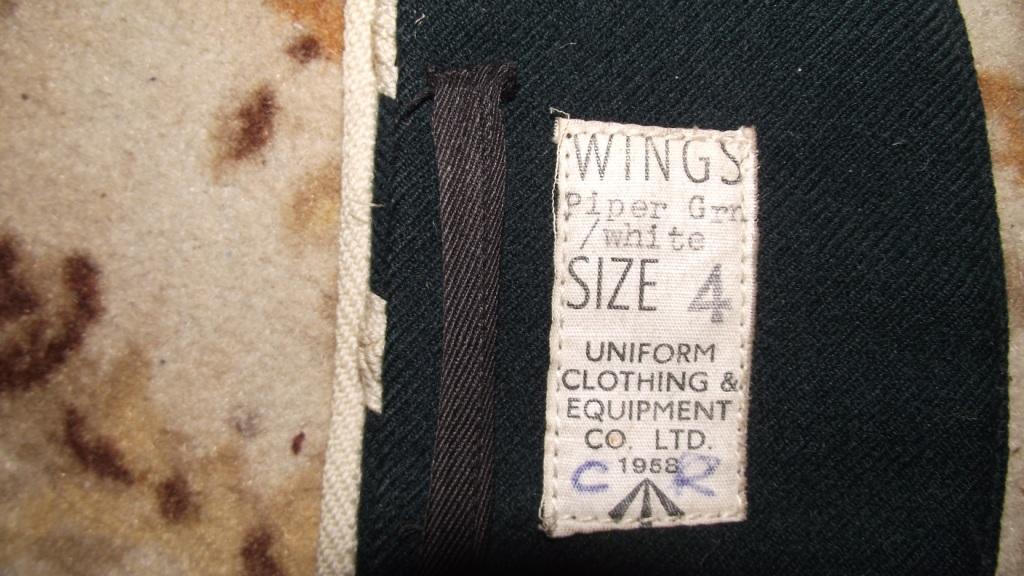 WINGS
Piper Grn
/white
SIZE 4
UNIFORM
CLOTHING &
EQUIPMENT
CO. LTD.
1958
C R